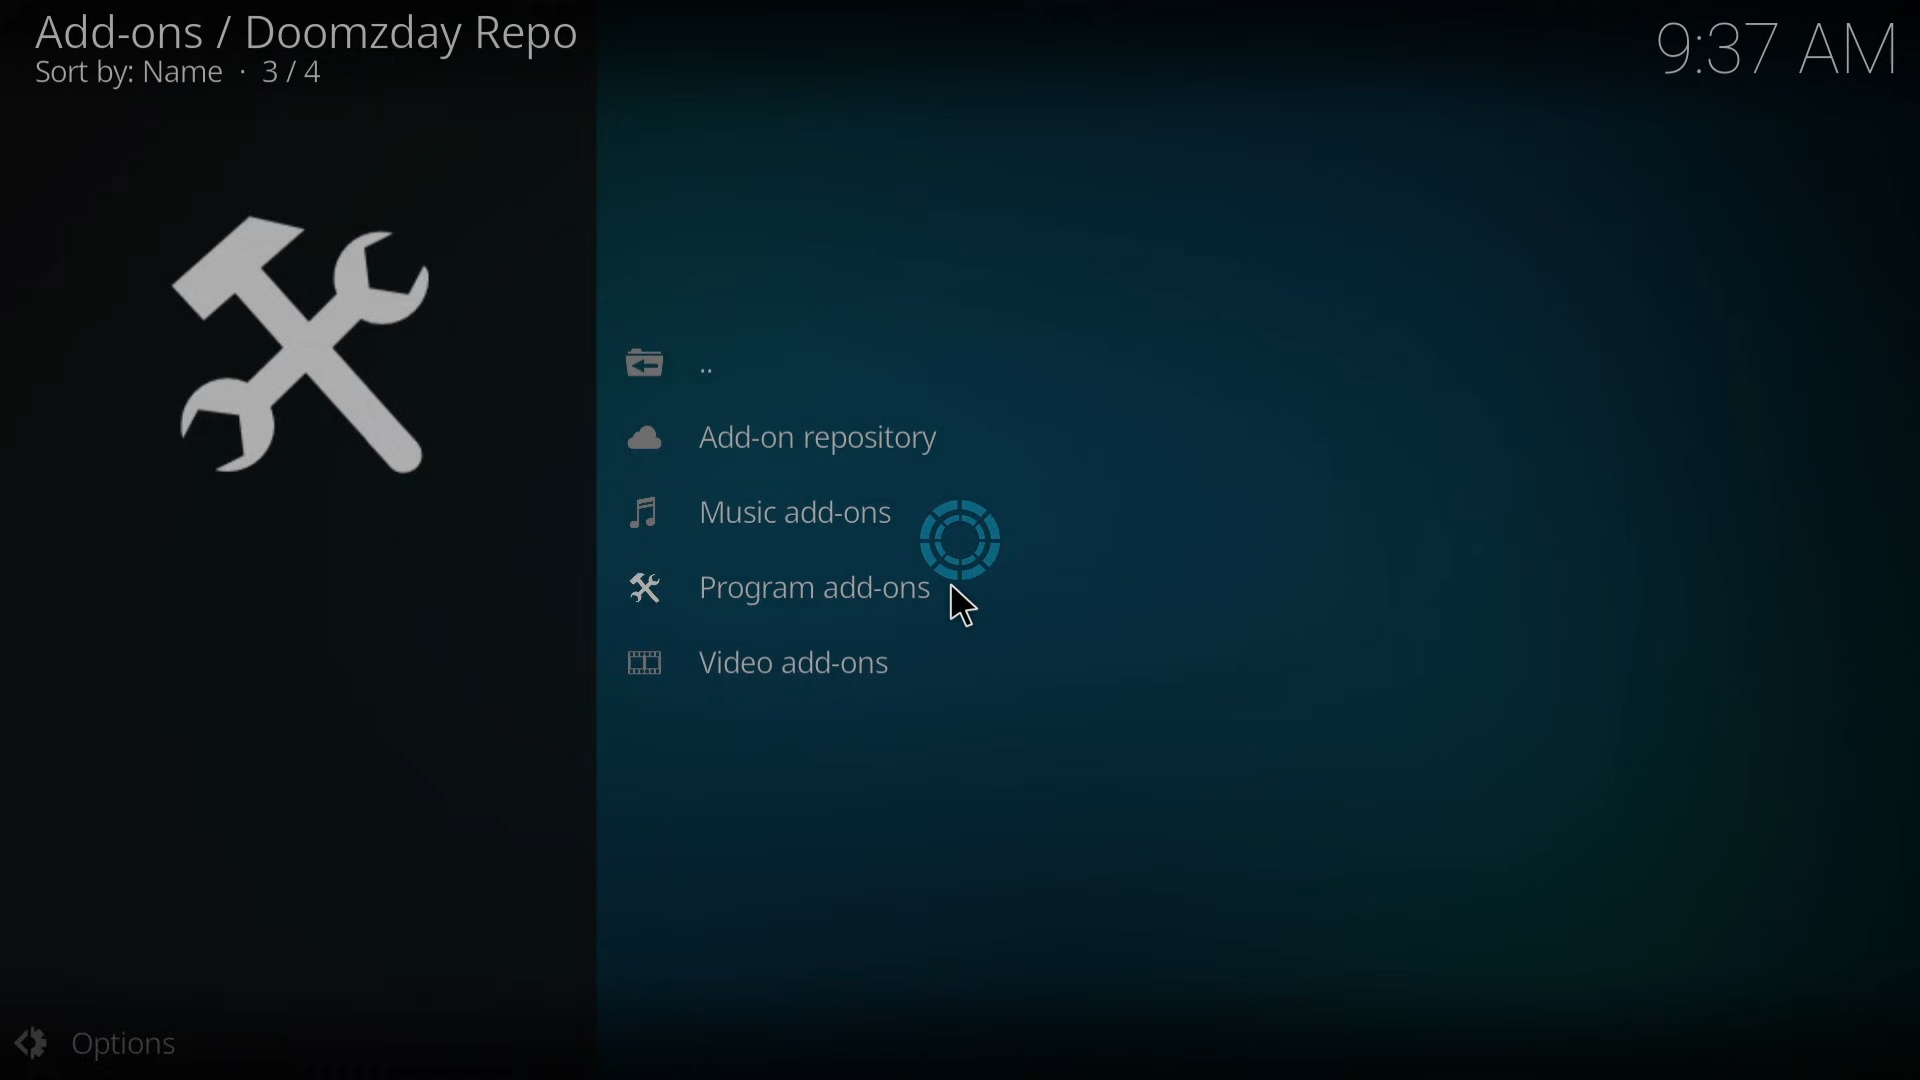 Add-ons / Doomzday Repo
Sort by: Name · 3 / 4
9:37 AM
..
Add-on repository
Music add-ons
Program add-ons
Video add-ons
Options